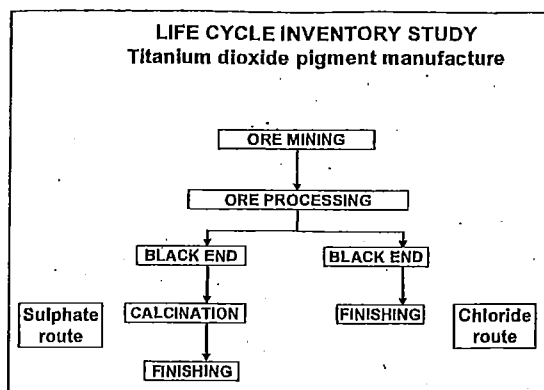 LIFE CYCLE INVENTORY STUDY
Titanium dioxide pigment manufacture
ORE MINING
ORE PROCESSING
BLACK END
BLACK END
Sulphate
route
CALCINATION
FINISHING
Chloride
route
FINISHING